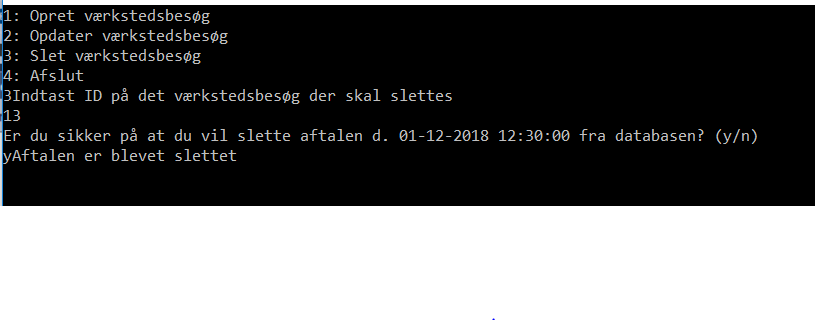 1: Opret værkstedsbesøg
2: Opdater værkstedsbesøg
3: Slet værkstedsbesøg
4: Afslut
3Indtast ID på det værkstedsbesøg der skal slettes
13
Er du sikker på at du vil slette aftalen d. 01-12-2018 12:30:00 fra databasen? (y/n)
yAftalen er blevet slettet